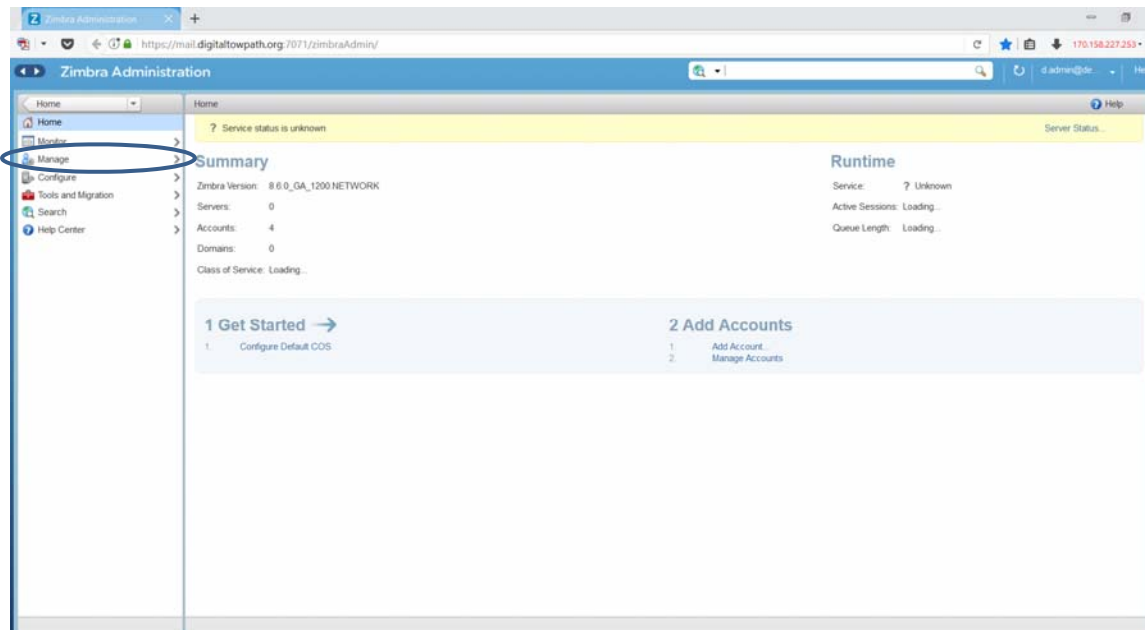 Zimbra Administration
https://mail.digitaltowpath.org:7071/zimbraAdmin/
170.158.227.253
Zimbra Administration
d.admin@de...
He
Home
Home
Help
Home
Monitor
Manage
Configure
Tools and Migration
Search
Help Center
? Service status is unknown
Server Status...
Summary
Zimbra Version: 8.6.0_GA_1200.NETWORK
Servers: 0
Accounts: 4
Domains: 0
Class of Service: Loading...
Runtime
Service: ? Unknown
Active Sessions: Loading...
Queue Length: Loading...
1 Get Started
1. Configure Default COS
2 Add Accounts
1. Add Account...
2. Manage Accounts